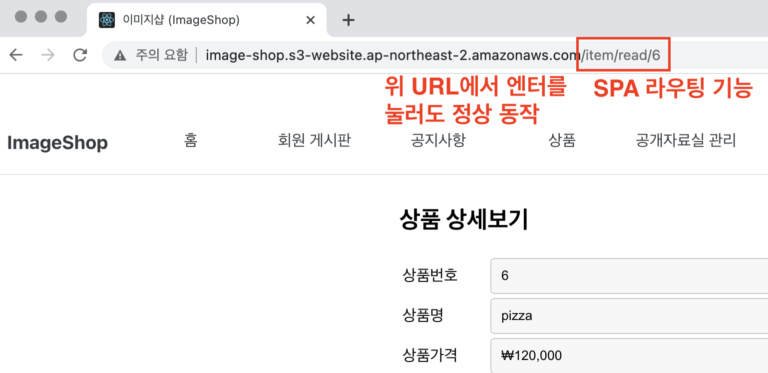 이미지샵 (ImageShop)
주의 요함 image-shop.s3-website.ap-northeast-2.amazonaws.com/item/read/6
위 URL에서 엔터를 SPA 라우팅 기능
눌러도 정상 동작
ImageShop 홈 회원 게시판 공지사항 상품 공개자료실 관리
상품 상세보기
상품번호 6
상품명 pizza
상품가격 ₩120,000